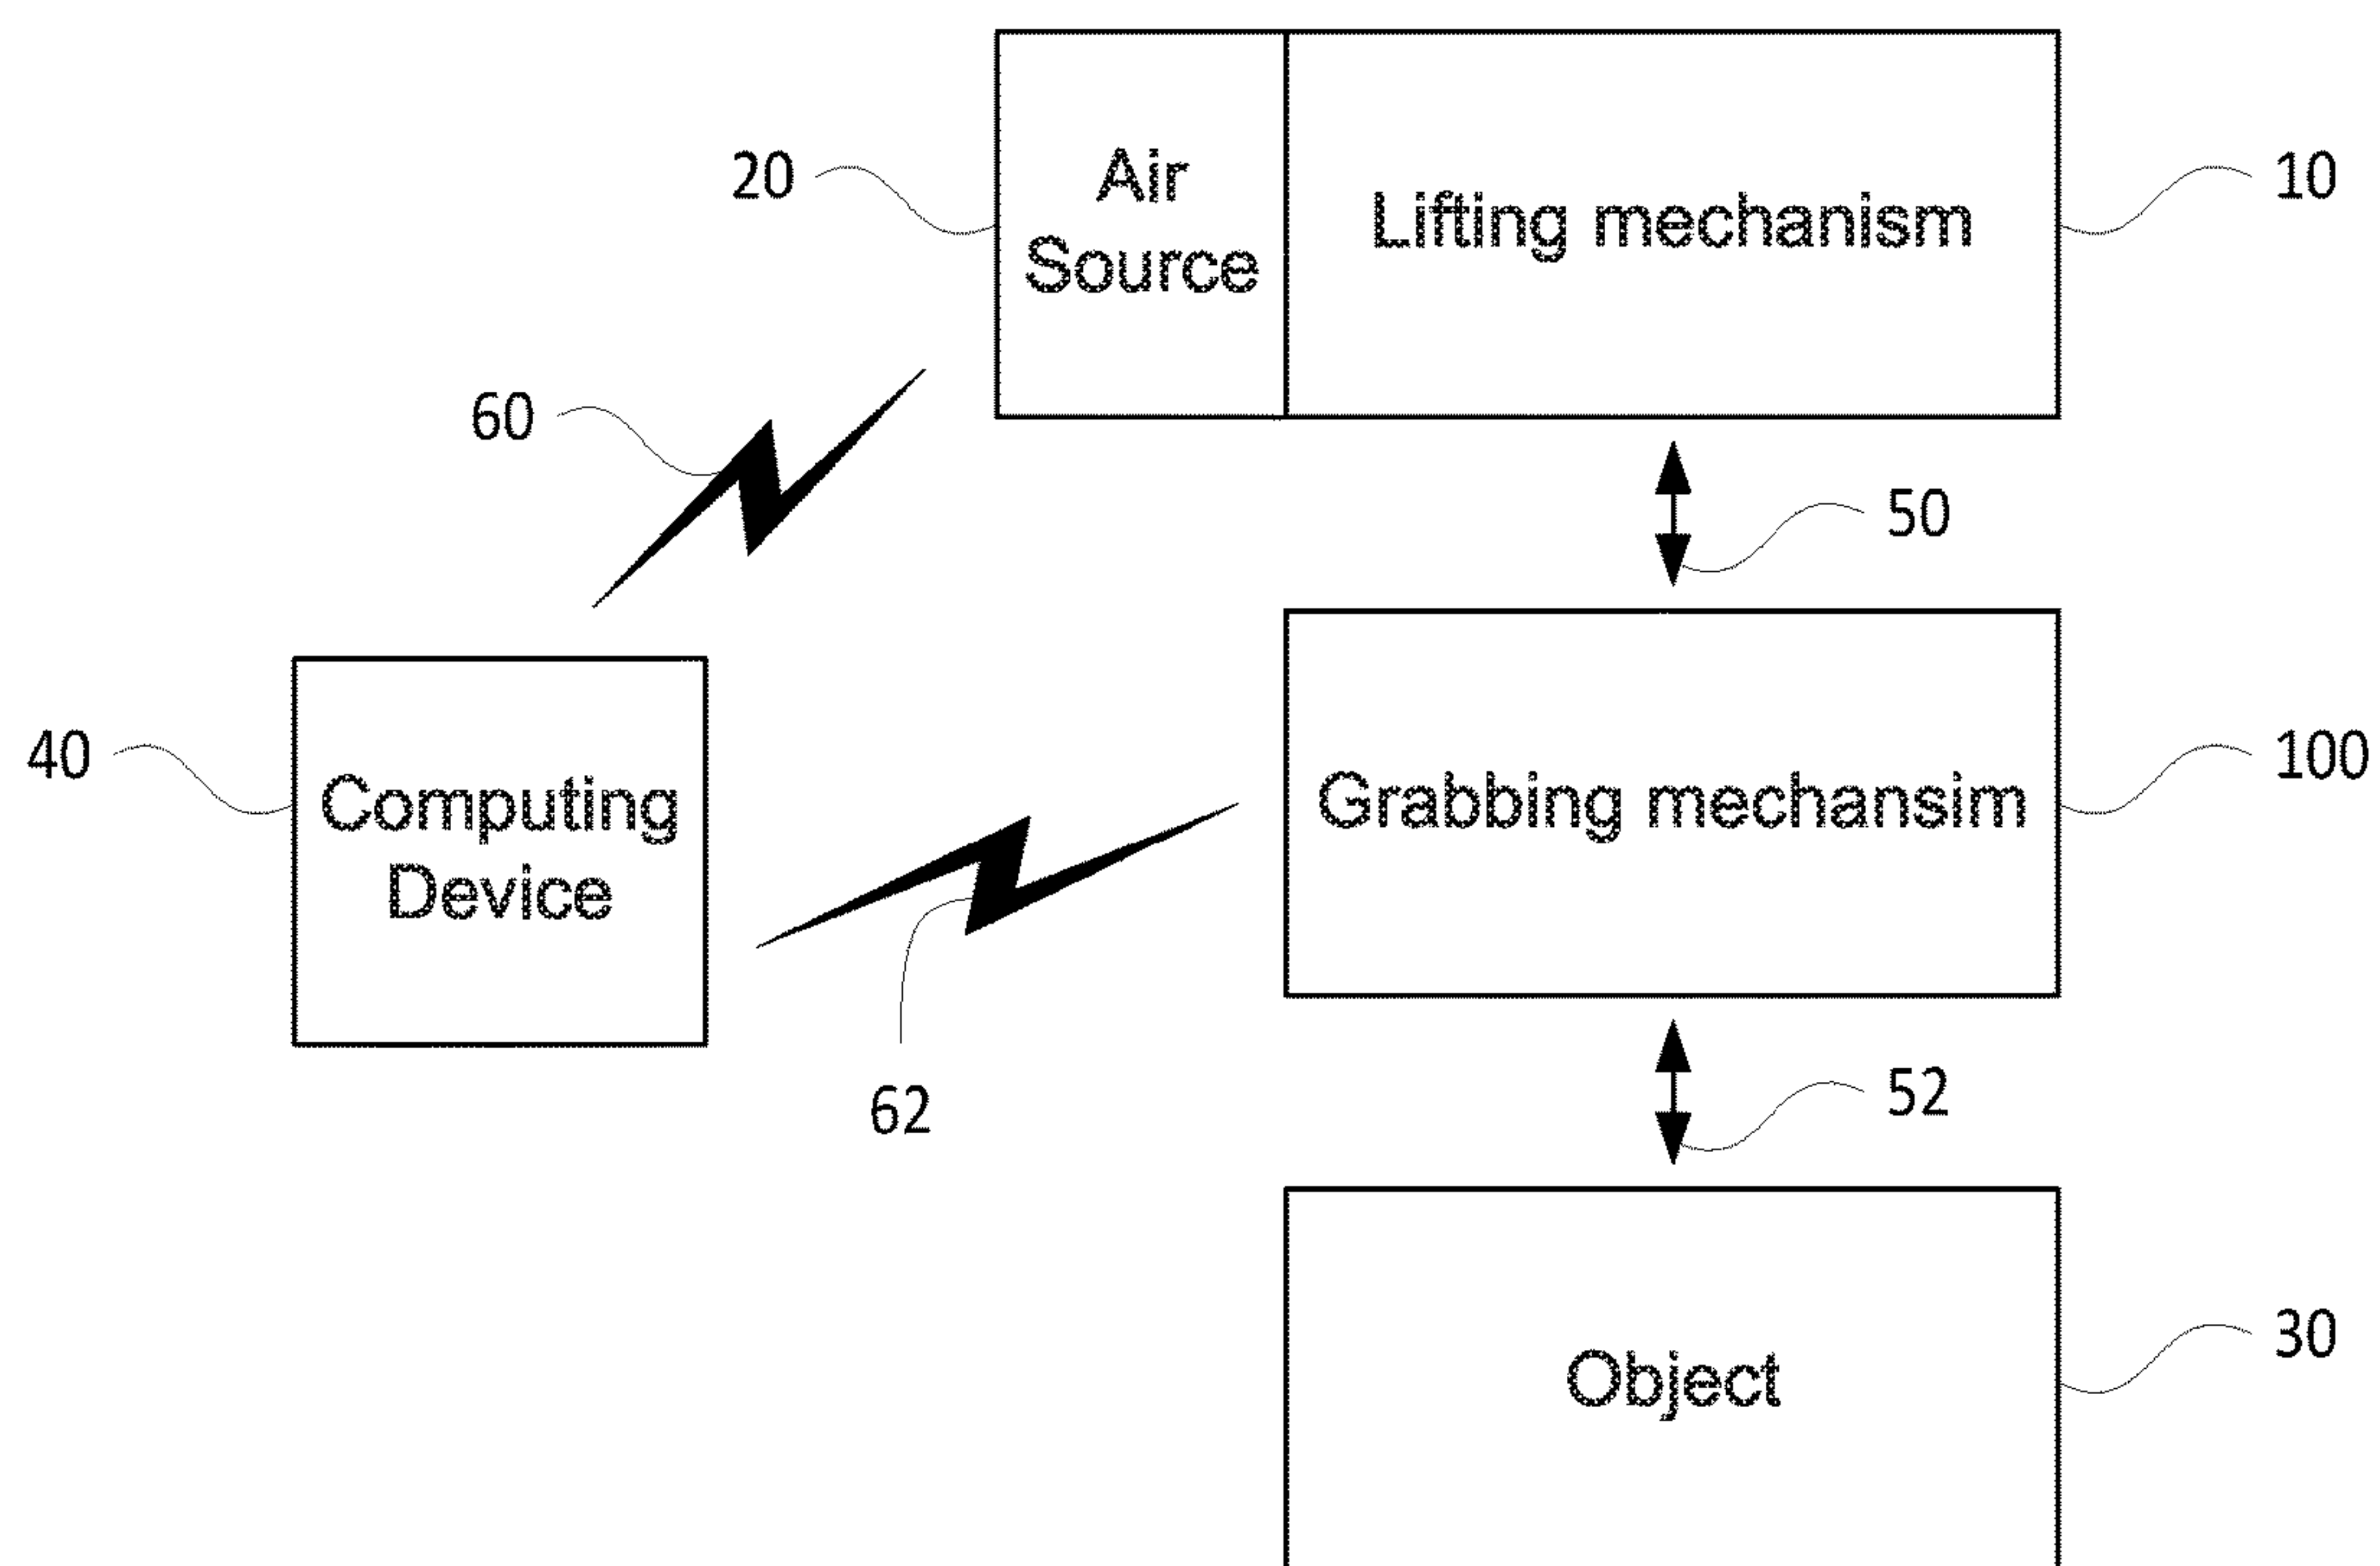 20
Air
Source
Lifting mechanism
10
60
50
40
Computing
Device
Grabbing mechansim
100
62
52
Object
30